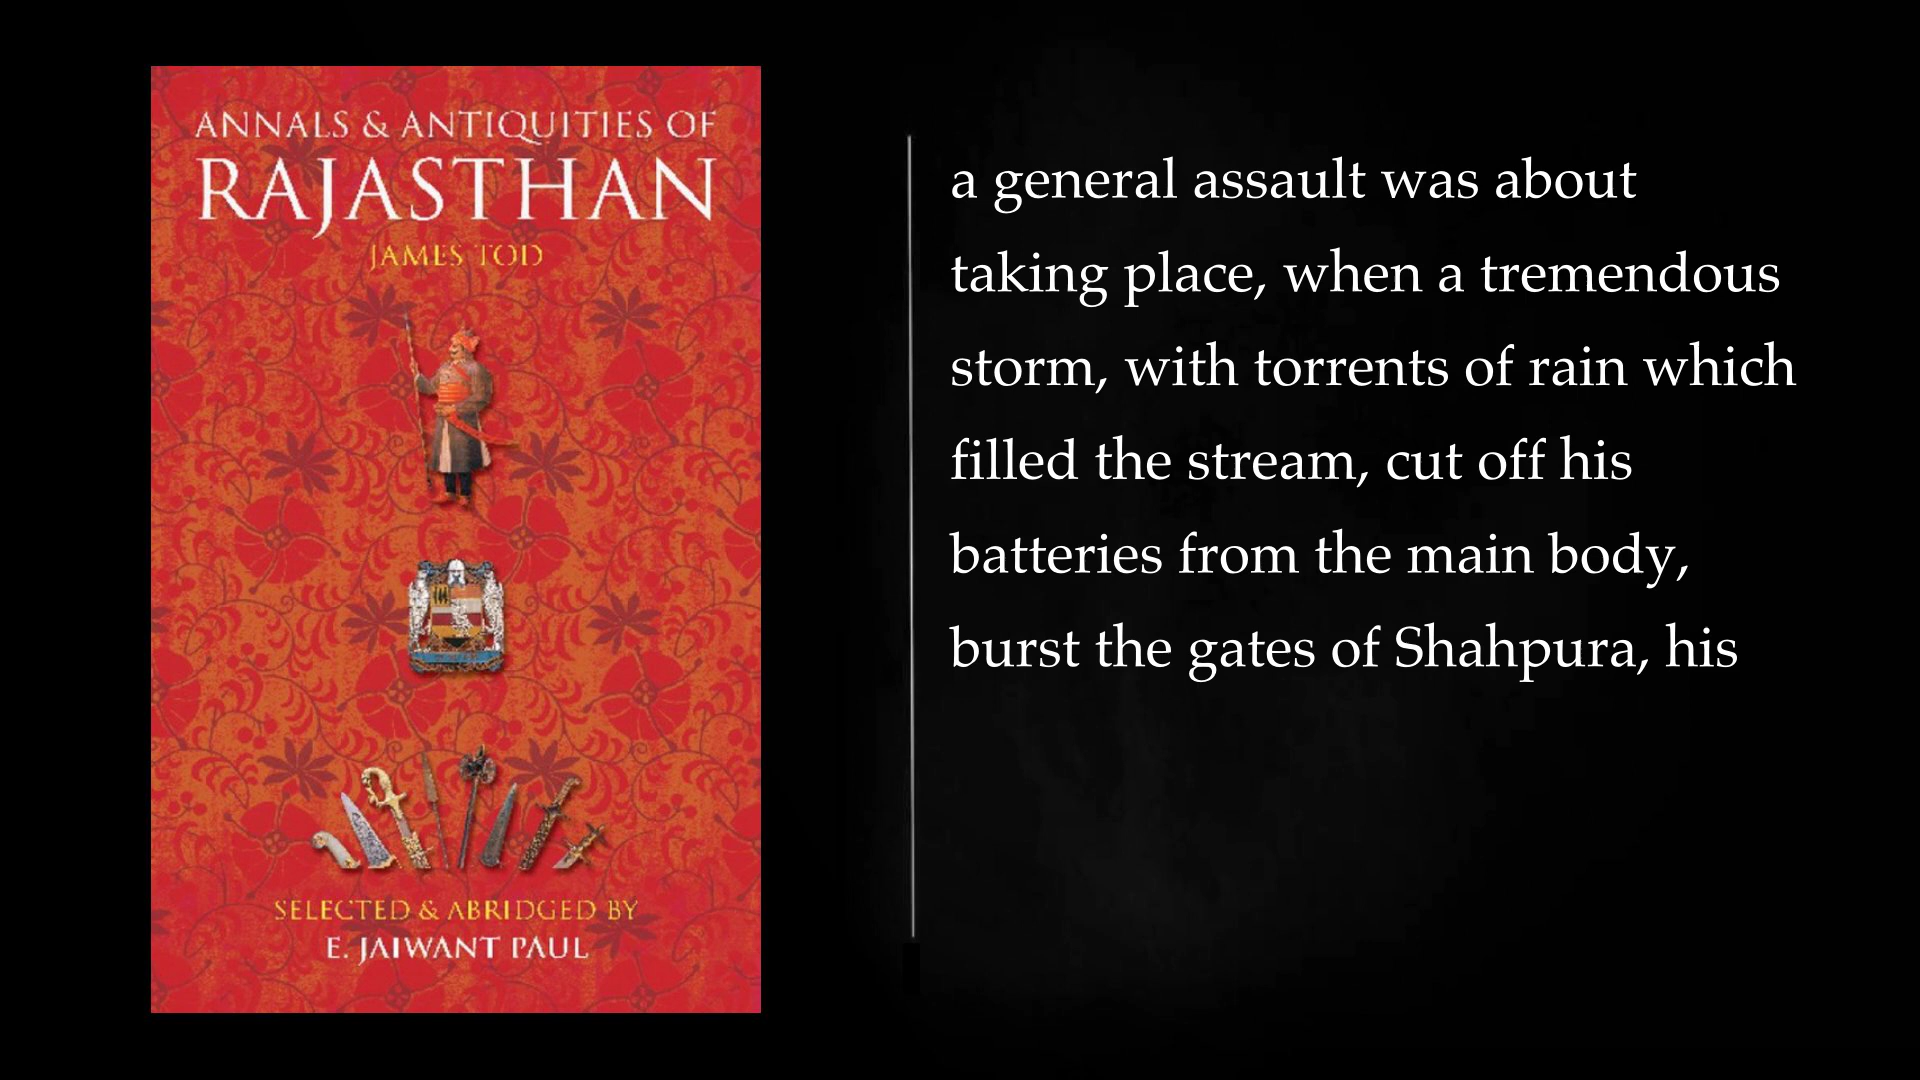 ANNALS & ANTIQUITIES OF
RAJASTHAN
JAMES TOD
SELECTED & ABRIDGED BY
E. JAIWANT PAUL
a general assault was about
taking place, when a tremendous
storm, with torrents of rain which
filled the stream, cut off his
batteries from the main body,
burst the gates of Shahpura, his